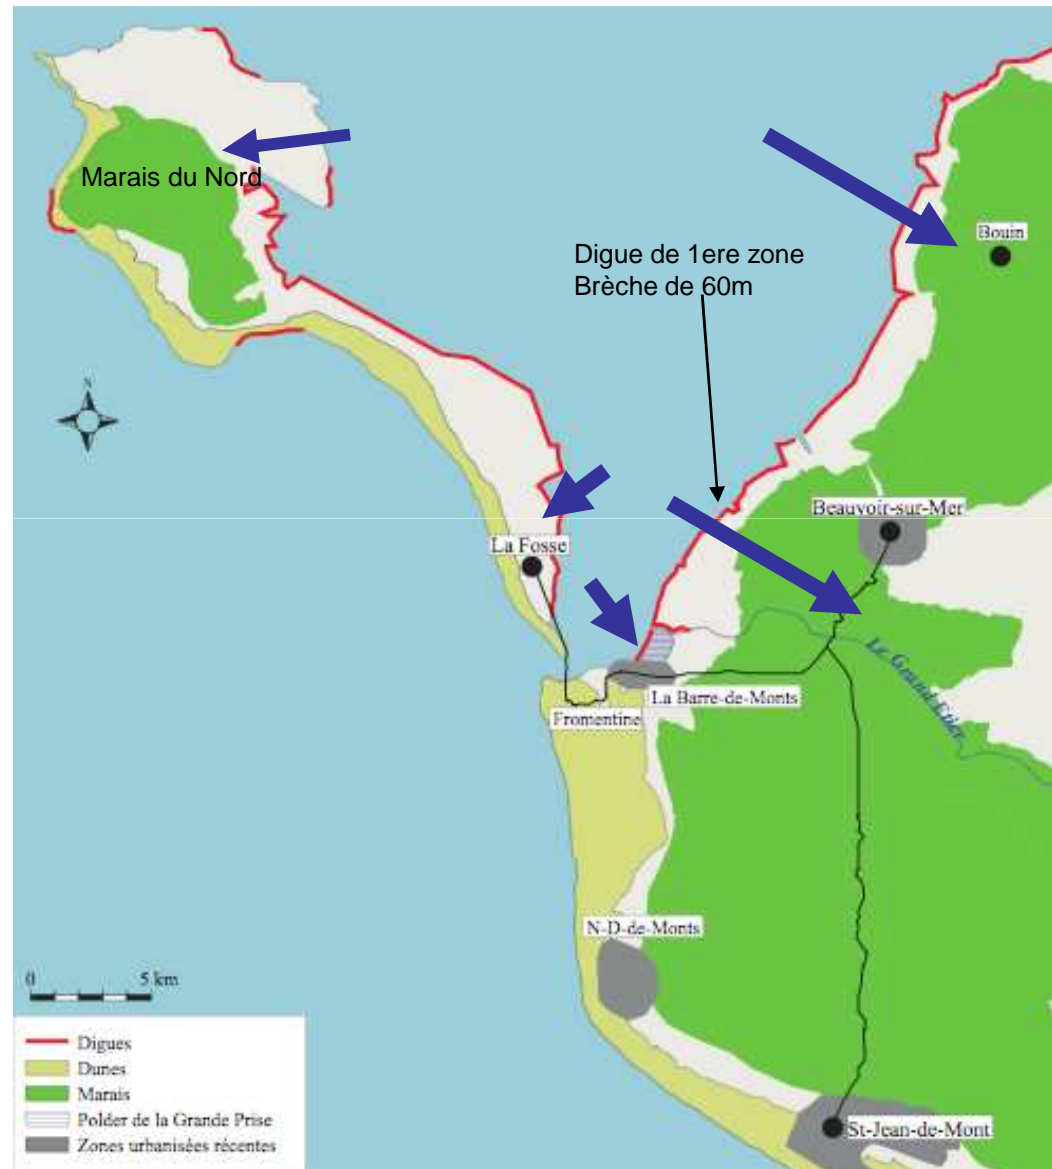 Marais du Nord
Bouin
Digue de 1ere zone
Brèche de 60m
N
Beauvoir-sur-Mer
La Fosse
Le Grand Etier
La Barre-de-Monts
Fromentine
N-D-de-Monts
0 5 km
Digues
Dunes
Marais
Polder de la Grande Prise
Zones urbanisées récentes
St-Jean-de-Mont